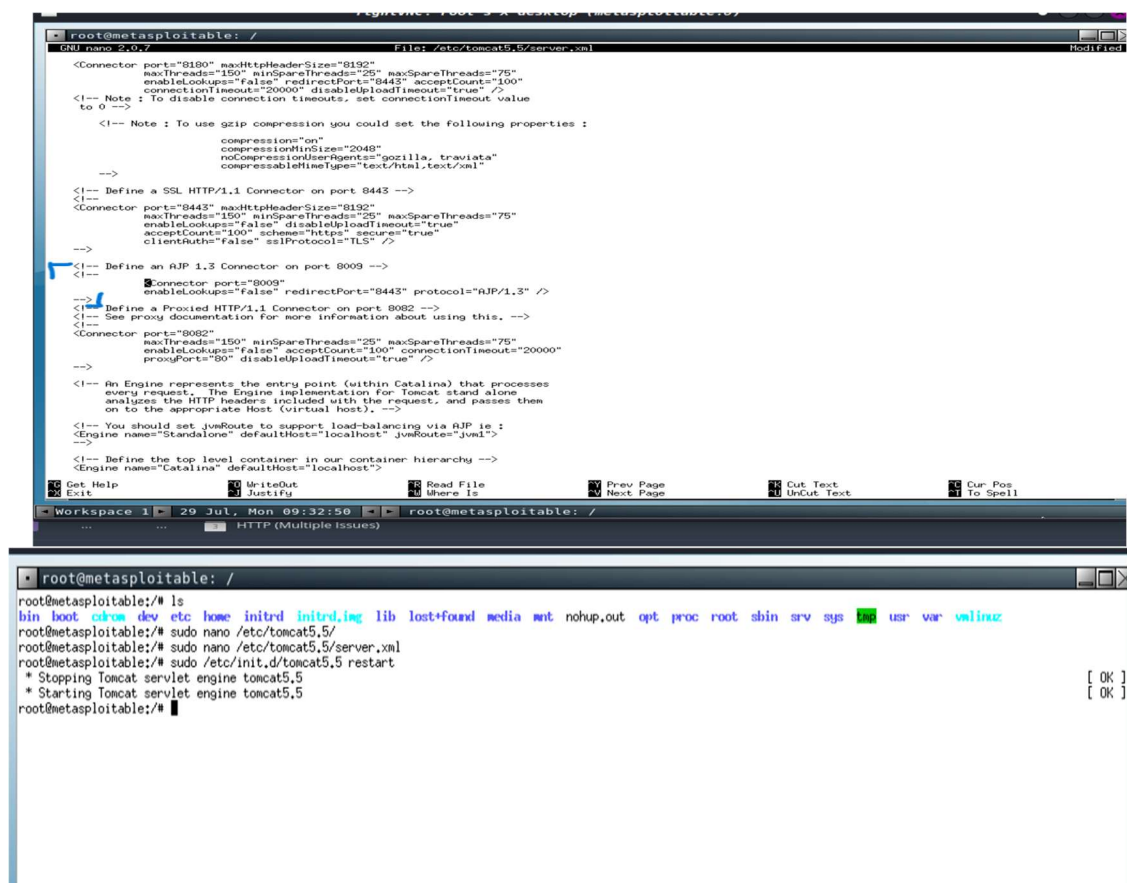 TightVNC: root's X desktop (metasploitable:0)
root@metasploitable: /
GNU nano 2.0.7 File: /etc/tomcat5.5/server.xml Modified
<Connector port="8180" maxHttpHeaderSize="8192"
maxThreads="150" minSpareThreads="25" maxSpareThreads="75"
enableLookups="false" redirectPort="8443" acceptCount="100"
connectionTimeout="20000" disableUploadTimeout="true" />
<!-- Note : To disable connection timeouts, set connectionTimeout value
to 0 -->
<!-- Note : To use gzip compression you could set the following properties :
compression="on"
compressionMinSize="2048"
noCompressionUserAgents="gozilla, traviata"
compressableMimeType="text/html,text/xml"
-->
<!-- Define a SSL HTTP/1.1 Connector on port 8443 -->
<!--
<Connector port="8443" maxHttpHeaderSize="8192"
maxThreads="150" minSpareThreads="25" maxSpareThreads="75"
enableLookups="false" disableUploadTimeout="true"
acceptCount="100" scheme="https" secure="true"
clientAuth="false" sslProtocol="TLS" />
-->
<!-- Define an AJP 1.3 Connector on port 8009 -->
<!--
<Connector port="8009"
enableLookups="false" redirectPort="8443" protocol="AJP/1.3" />
-->
<!-- Define a Proxied HTTP/1.1 Connector on port 8082 -->
<!-- See proxy documentation for more information about using this. -->
<!--
<Connector port="8082"
maxThreads="150" minSpareThreads="25" maxSpareThreads="75"
enableLookups="false" acceptCount="100" connectionTimeout="20000"
proxyPort="80" disableUploadTimeout="true" />
-->
<!-- An Engine represents the entry point (within Catalina) that processes
every request. The Engine implementation for Tomcat stand alone
analyzes the HTTP headers included with the request, and passes them
on to the appropriate Host (virtual host). -->
<!-- You should set jvmRoute to support load-balancing via AJP ie :
<Engine name="Standalone" defaultHost="localhost" jvmRoute="jvm1">
-->
<!-- Define the top level container in our container hierarchy -->
<Engine name="Catalina" defaultHost="localhost">
^G Get Help ^O WriteOut ^R Read File ^Y Prev Page ^K Cut Text ^C Cur Pos
^X Exit ^J Justify ^W Where Is ^V Next Page ^U UnCut Text ^T To Spell
Workspace 1 29 Jul, Mon 09:32:50 root@metasploitable: /
... ... 3 HTTP (Multiple Issues)
root@metasploitable: /
root@metasploitable:/# ls
bin boot cdrom dev etc home initrd initrd.img lib lost+found media mnt nohup.out opt proc root sbin srv sys tmp usr var vmlinuz
root@metasploitable:/# sudo nano /etc/tomcat5.5/
root@metasploitable:/# sudo nano /etc/tomcat5.5/server.xml
root@metasploitable:/# sudo /etc/init.d/tomcat5.5 restart
* Stopping Tomcat servlet engine tomcat5.5 [ OK ]
* Starting Tomcat servlet engine tomcat5.5 [ OK ]
root@metasploitable:/#